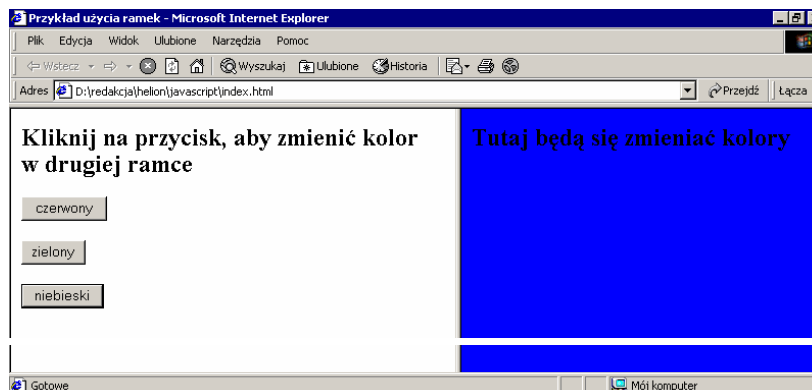 Przykład użycia ramek - Microsoft Internet Explorer
Plik Edycja Widok Ulubione Narzędzia Pomoc
Wstecz Wyszukaj Ulubione Historia
Adres D:\redakcja\helion\javascript\index.html Przejdź Łącza
Kliknij na przycisk, aby zmienić kolor
w drugiej ramce
Tutaj będą się zmieniać kolory
czerwony
zielony
niebieski
Gotowe Mój komputer